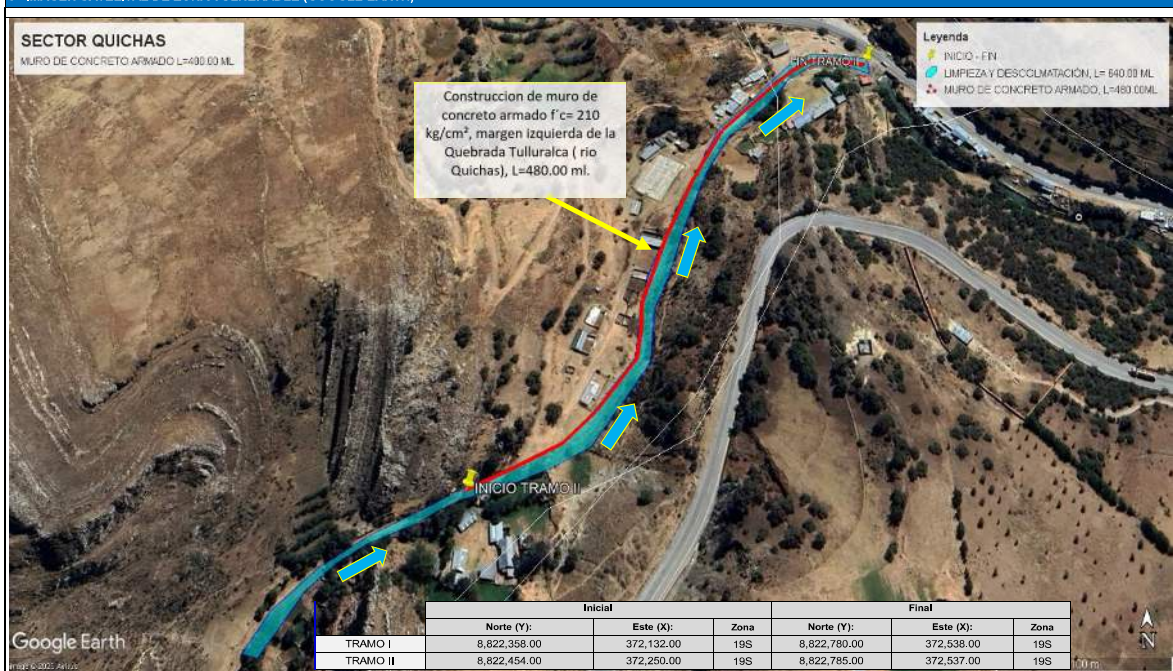 SECTOR QUICHAS
MURO DE CONCRETO ARMADO L=480.00 ML
Construccion de muro de
concreto armado f´c= 210
kg/cm², margen izquierda de la
Quebrada Tulluralca ( rio
Quichas), L=480.00 ml.
FIN TRAMO II
Leyenda
INICIO - FIN
LIMPIEZA Y DESCOLMATACIÓN, L= 640.00 ML
MURO DE CONCRETO ARMADO, L=480.00ML
INICIO TRAMO II
Inicial Final
Norte (Y): Este (X): Zona Norte (Y): Este (X): Zona
TRAMO I 8,822,358.00 372,132.00 19S 8,822,780.00 372,538.00 19S
TRAMO II 8,822,454.00 372,250.00 19S 8,822,785.00 372,537.00 19S
Google Earth
N